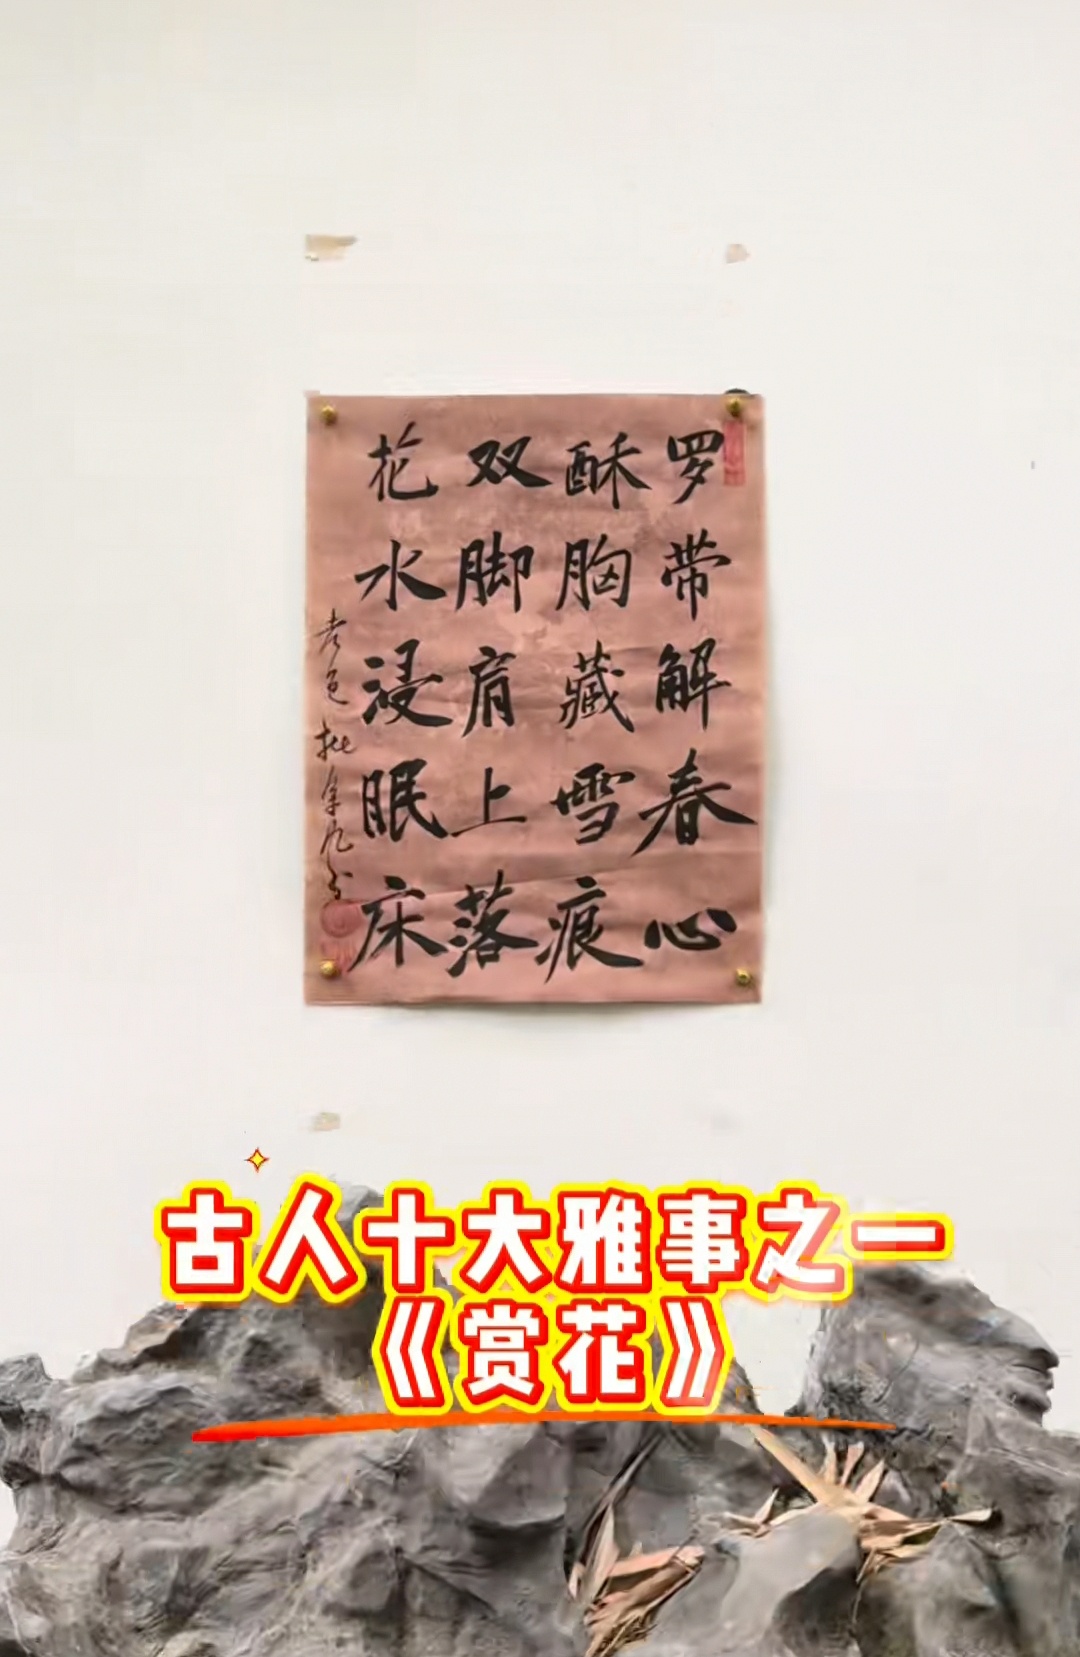 罗带解春心
酥胸藏雪痕
双脚肩上落
花水浸眠床
古人十大雅事之一
《赏花》